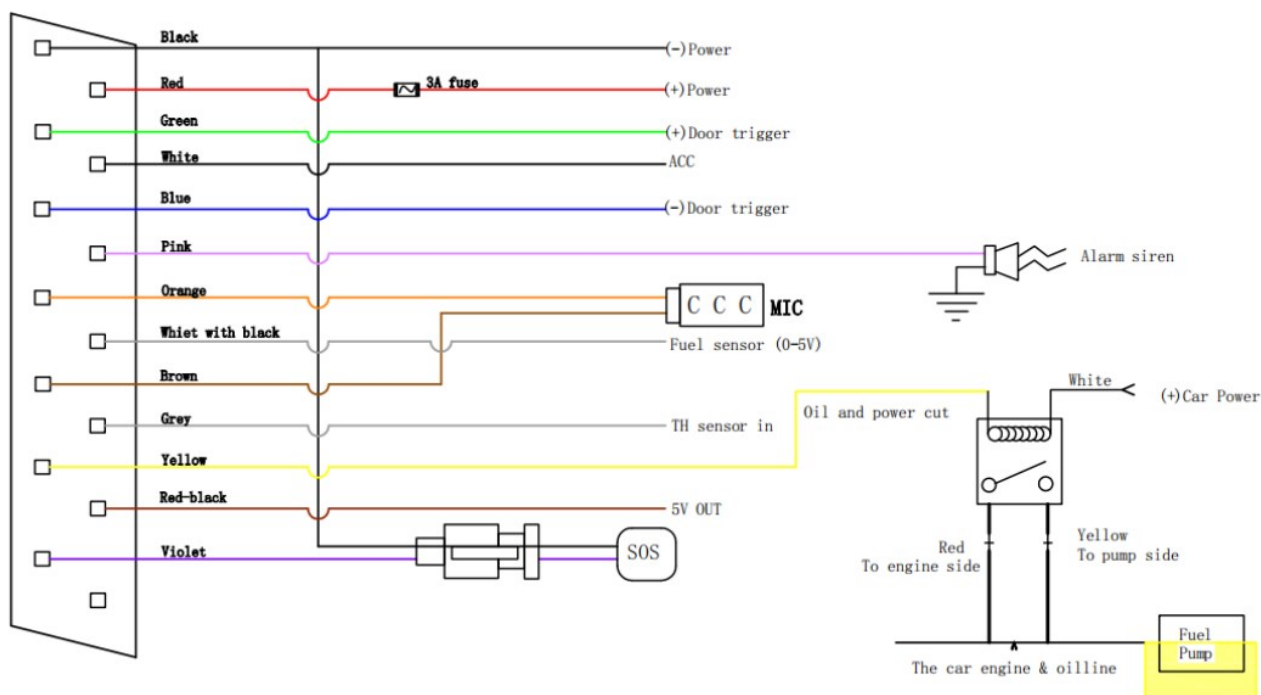 Black
(-)Power
Red
3A fuse
(+)Power
Green
(+)Door trigger
White
ACC
Blue
(-)Door trigger
Pink
Alarm siren
Orange
C C C
MIC
Whiet with black
Fuel sensor (0-5V)
Brown
White
(+)Car Power
Oil and power cut
Grey
TH sensor in
Yellow
Red-black
5V OUT
Violet
SOS
Red
To engine side
Yellow
To pump side
Fuel
Pump
The car engine & oilline